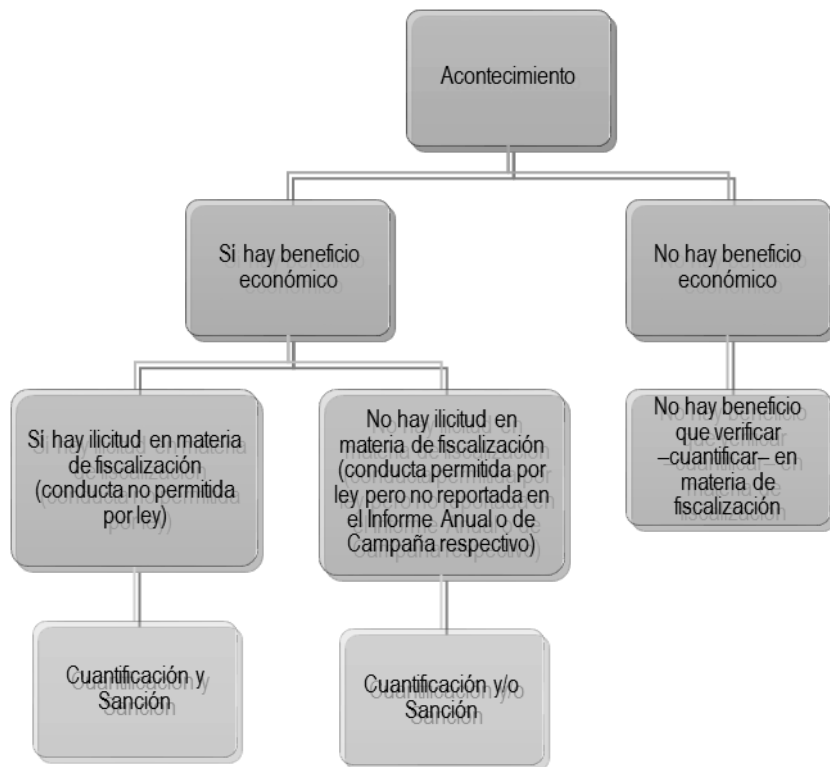 Acontecimiento
Si hay beneficio
económico
No hay beneficio
económico
Si hay ilicitud en materia
de fiscalización
(conducta no permitida
por ley)
No hay ilicitud en
materia de fiscalización
(conducta permitida por
ley pero no reportada en
el Informe Anual o de
Campaña respectivo)
No hay beneficio
que verificar
–cuantificar– en
materia de
fiscalización
Cuantificación y
Sanción
Cuantificación y/o
Sanción